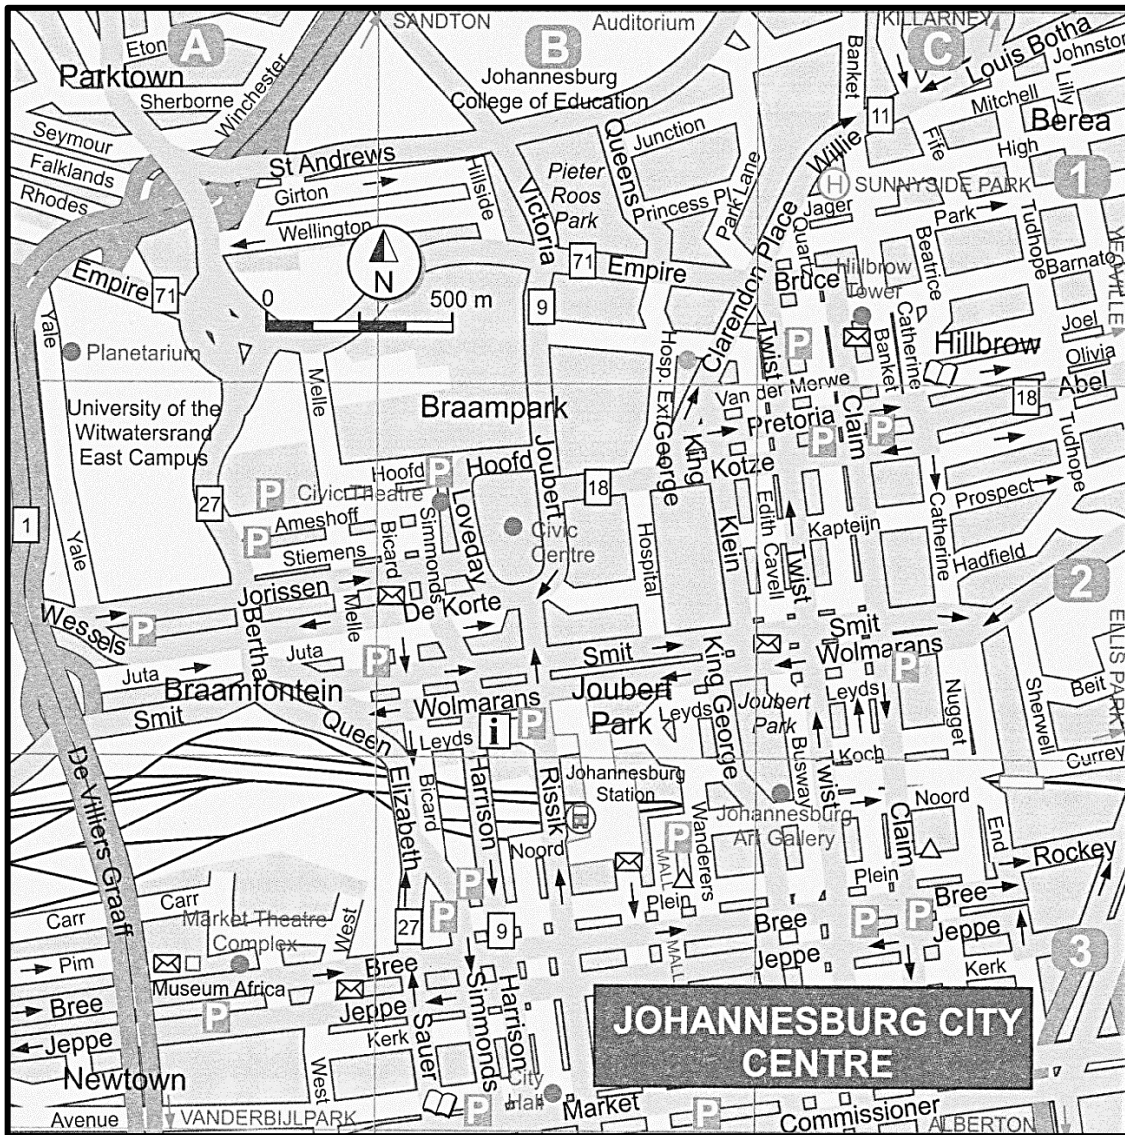 SANDTON
Auditorium
KILLARNEY
Eton
A
B
C
Louis Botha
Johnston
Parktown
Winchester
Johannesburg
College of Education
Banket
Sherborne
Mitchell
Lilly
11
Berea
Seymour
Queens
Junction
Willie
Fife
High
St Andrews
Falklands
Girton
Hillside
Pieter
Roos
Park
Park Lane
H
SUNNYSIDE PARK
1
Rhodes
Victoria
Princess Pl
Jager
Park
Tudhope
Wellington
Clarendon Place
Quartz
Beatrice
YEOVILLE
N
71
Empire
Bruce
Hillbrow
Tower
Barnato
Empire
71
0
500 m
9
Yale
Planetarium
Hosp. Ext
Twist
P
Banket
Catherine
Hillbrow
Joel
Olivia
Melle
Van der
Merwe
Abel
18
University of the
Witwatersrand
East Campus
Braampark
Pretoria
Claim
P
P
Joubert
King
George
Kotze
Tudhope
Hoofd
P
Hoofd
18
27
P
Civic Theatre
Prospect
1
Ameshoff
Simmonds
Loveday
Civic
Centre
Edith Cavell
Kapteijn
Catherine
P
Stiemens
Bicard
Hospital
Klein
Twist
Hadfield
Yale
Jorissen
De Korte
2
Wessels
P
Bertha
Melle
Smit
ELLIS PARK
Juta
P
Smit
King
George
Wolmarans
P
Juta
Braamfontein
Wolmarans
Joubert
Park
Leyds
Joubert
Park
Leyds
Nugget
Sherwell
Beit
Smit
Queen
Elizabeth
Leyds
i
P
Koch
Currey
De Villiers Graaff
Bicard
Harrison
Rissik
Johannesburg
Station
Busway
Twist
Johannesburg
Art Gallery
Noord
Claim
End
Noord
P
Wanderers
Rockey
MALL
Plein
P
Plein
Bree
Carr
Carr
West
27
P
9
Bree
P
P
Jeppe
Market Theatre
Complex
MALL
Jeppe
3
Pim
Bree
Kerk
Museum Africa
Bree
P
Jeppe
Simmonds
Harrison
JOHANNESBURG CITY
CENTRE
Jeppe
Kerk
Sauer
Newtown
West
City
Hall
Avenue
VANDERBIJLPARK
P
Market
P
Commissioner
ALBERTON